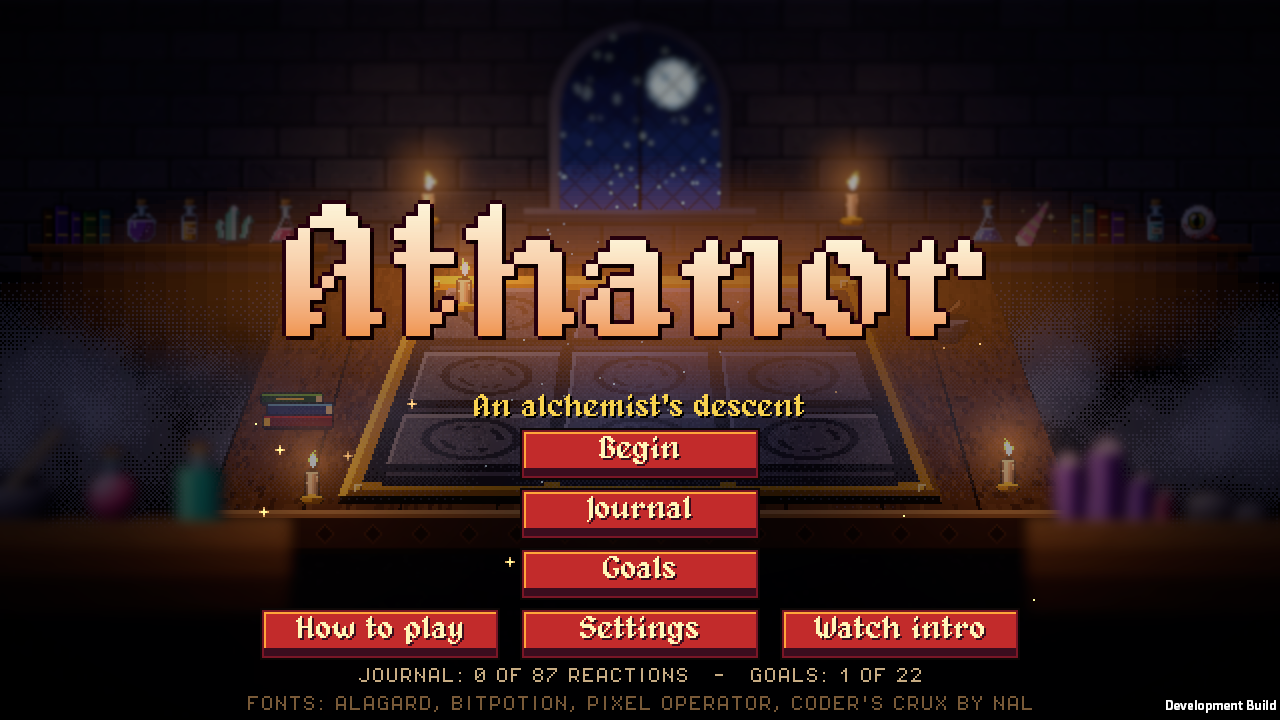 Athanor
An alchemist's descent
Begin
Journal
Goals
How to play
Settings
Watch intro
JOURNAL: 0 OF 87 REACTIONS - GOALS: 1 OF 22
FONTS: ALAGARD, BITPOTION, PIXEL OPERATOR, CODER'S CRUX BY NAL
Development Build